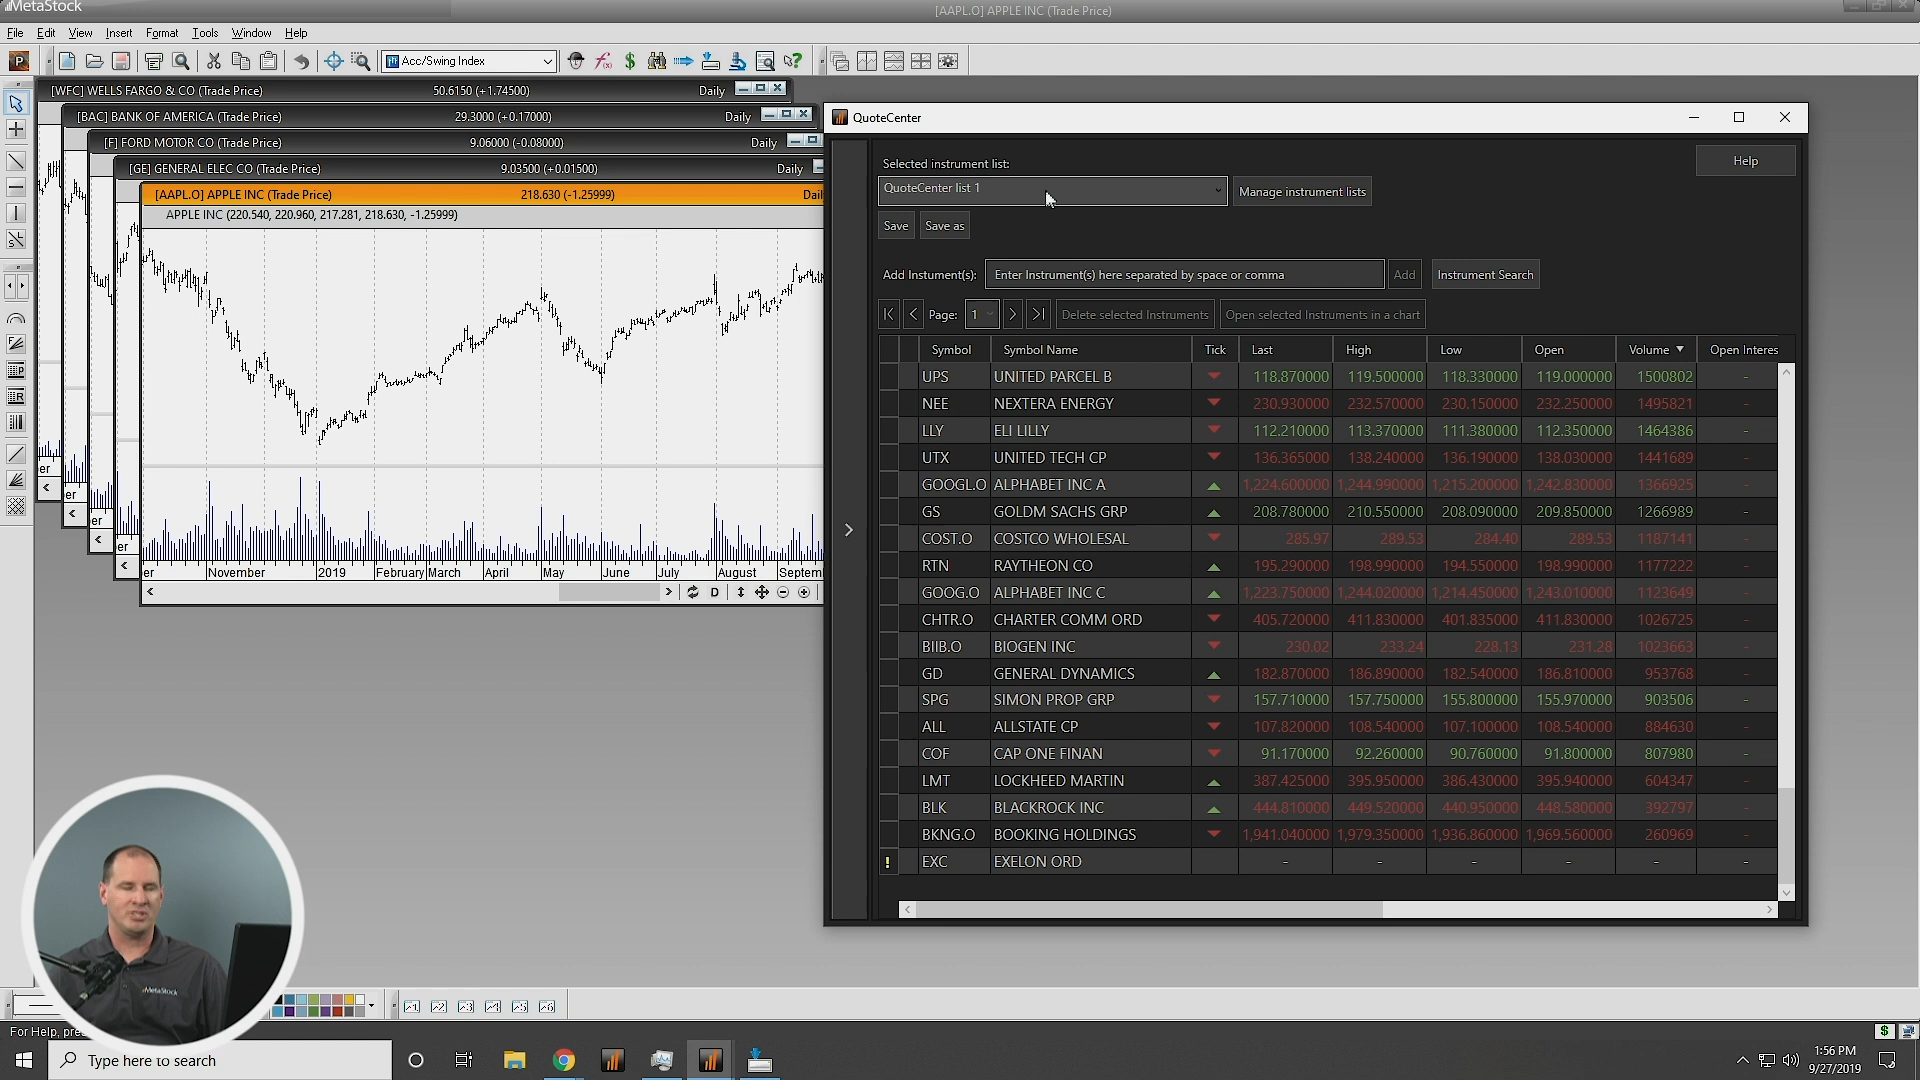 MetaStock
[AAPL.O] APPLE INC (Trade Price)
File Edit View Insert Format Tools Window Help
Acc/Swing Index
[WFC] WELLS FARGO & CO (Trade Price) 50.6150 (+1.74500) Daily
[BAC] BANK OF AMERICA (Trade Price) 29.3000 (+0.17000) Daily
[F] FORD MOTOR CO (Trade Price) 9.06000 (-0.08000) Daily
[GE] GENERAL ELEC CO (Trade Price) 9.03500 (+0.01500) Daily
[AAPL.O] APPLE INC (Trade Price) 218.630 (-1.25999) Dail
APPLE INC (220.540, 220.960, 217.281, 218.630, -1.25999)
er
er
er
er
er November 2019 February March April May June July August Septem
D
QuoteCenter
Help
Selected instrument list:
QuoteCenter list 1 Manage instrument lists
Save Save as
Add Instument(s): Enter Instrument(s) here separated by space or comma Add Instrument Search
Page: 1 Delete selected Instruments Open selected Instruments in a chart
Symbol Symbol Name Tick Last High Low Open Volume Open Interes
UPS UNITED PARCEL B 118.870000 119.500000 118.330000 119.000000 1500802 -
NEE NEXTERA ENERGY 230.930000 232.570000 230.150000 232.250000 1495821 -
LLY ELI LILLY 112.210000 113.370000 111.380000 112.350000 1464386 -
UTX UNITED TECH CP 136.365000 138.240000 136.190000 138.030000 1441689 -
GOOGL.O ALPHABET INC A 1,224.600000 1,244.990000 1,215.200000 1,242.830000 1366925 -
GS GOLDM SACHS GRP 208.780000 210.550000 208.090000 209.850000 1266989 -
COST.O COSTCO WHOLESAL 285.97 289.53 284.40 289.53 1187141 -
RTN RAYTHEON CO 195.290000 198.990000 194.550000 198.990000 1177222 -
GOOG.O ALPHABET INC C 1,223.750000 1,244.020000 1,214.450000 1,243.010000 1123649 -
CHTR.O CHARTER COMM ORD 405.720000 411.830000 401.835000 411.830000 1026725 -
BIIB.O BIOGEN INC 230.02 233.24 228.13 231.28 1023663 -
GD GENERAL DYNAMICS 182.870000 186.890000 182.540000 186.810000 953768 -
SPG SIMON PROP GRP 157.710000 157.750000 155.800000 155.970000 903506 -
ALL ALLSTATE CP 107.820000 108.540000 107.100000 108.540000 884630 -
COF CAP ONE FINAN 91.170000 92.260000 90.760000 91.800000 807980 -
LMT LOCKHEED MARTIN 387.425000 395.950000 386.430000 395.940000 604347 -
BLK BLACKROCK INC 444.810000 449.520000 440.950000 448.580000 392797 -
BKNG.O BOOKING HOLDINGS 1,941.040000 1,979.350000 1,936.860000 1,969.560000 260969 -
! EXC EXELON ORD - - - - - -
MetaStock
For Help, pre
Type here to search
1:56 PM
9/27/2019